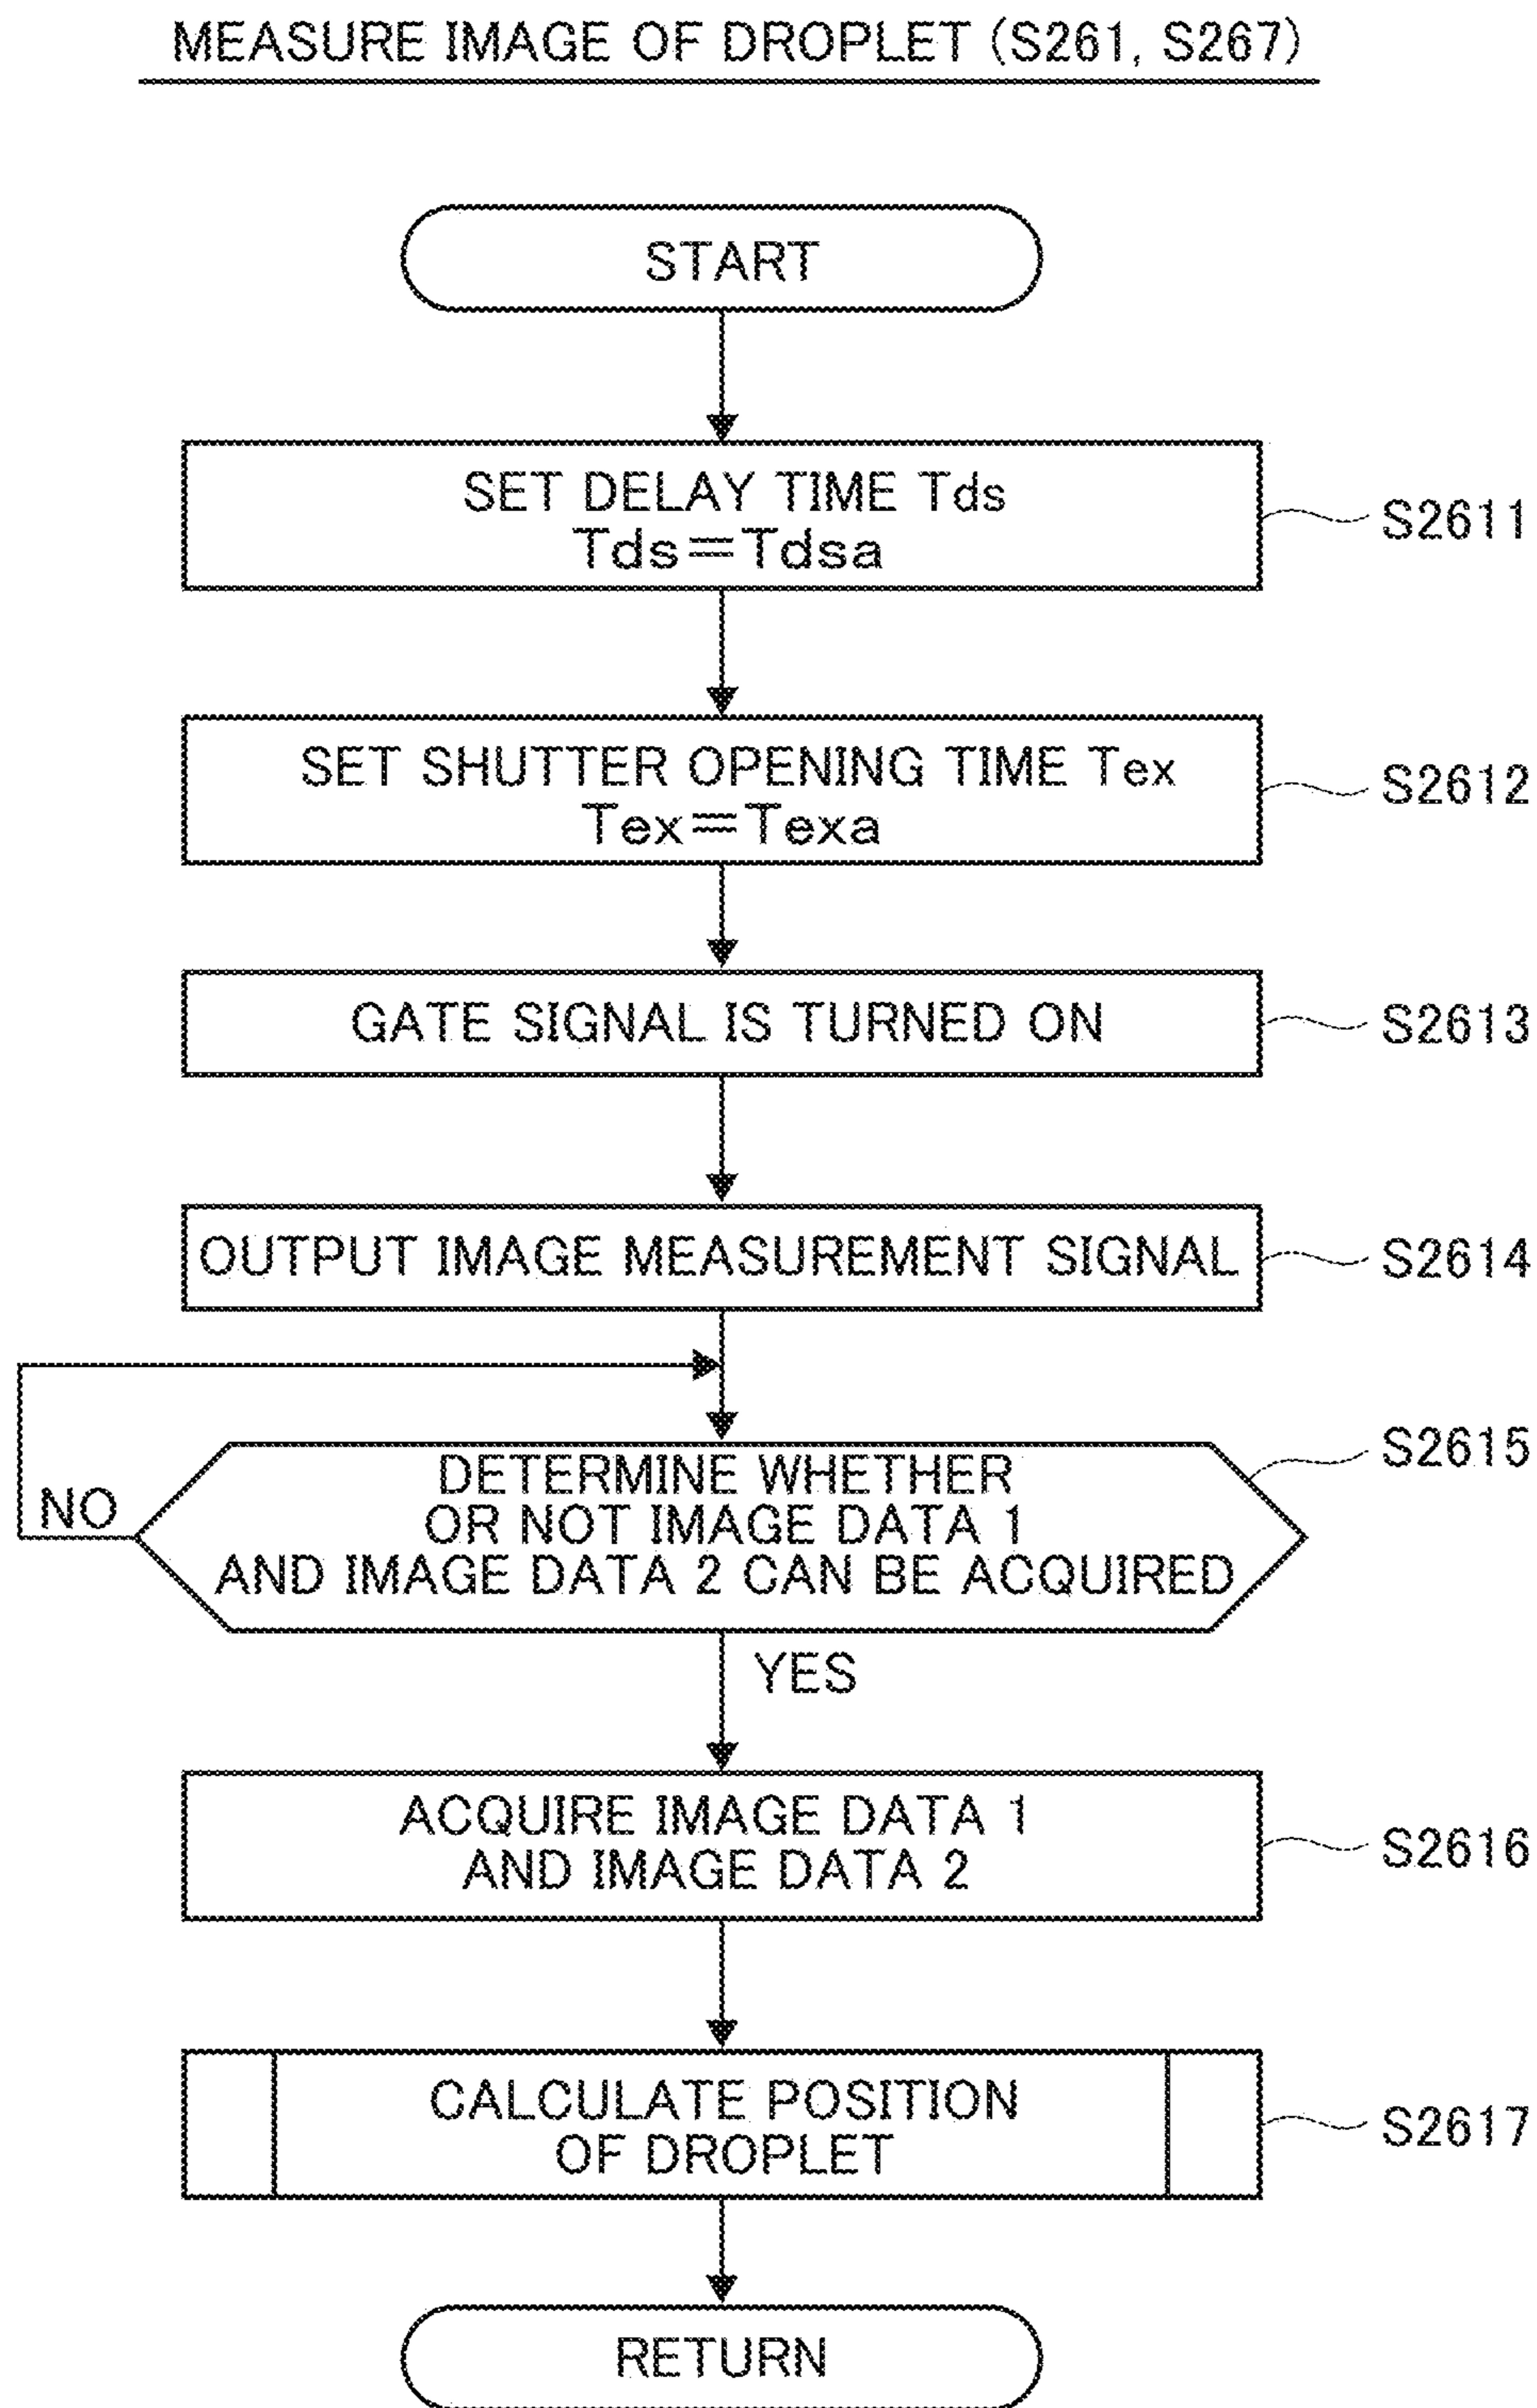 MEASURE IMAGE OF DROPLET (S261, S267)
START
SET DELAY TIME Tds
Tds=Tdsa
S2611
SET SHUTTER OPENING TIME Tex
Tex=Texa
S2612
GATE SIGNAL IS TURNED ON
S2613
OUTPUT IMAGE MEASUREMENT SIGNAL
S2614
DETERMINE WHETHER
OR NOT IMAGE DATA 1
AND IMAGE DATA 2 CAN BE ACQUIRED
S2615
NO
YES
ACQUIRE IMAGE DATA 1
AND IMAGE DATA 2
S2616
CALCULATE POSITION
OF DROPLET
S2617
RETURN